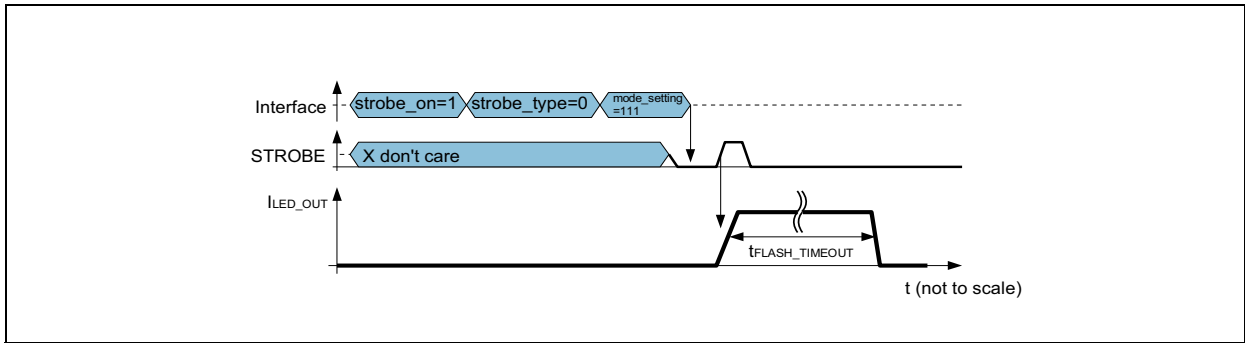 Interface
strobe_on=1
strobe_type=0
mode_setting
=111
STROBE
X don't care
ILED_OUT
tFLASH_TIMEOUT
t (not to scale)